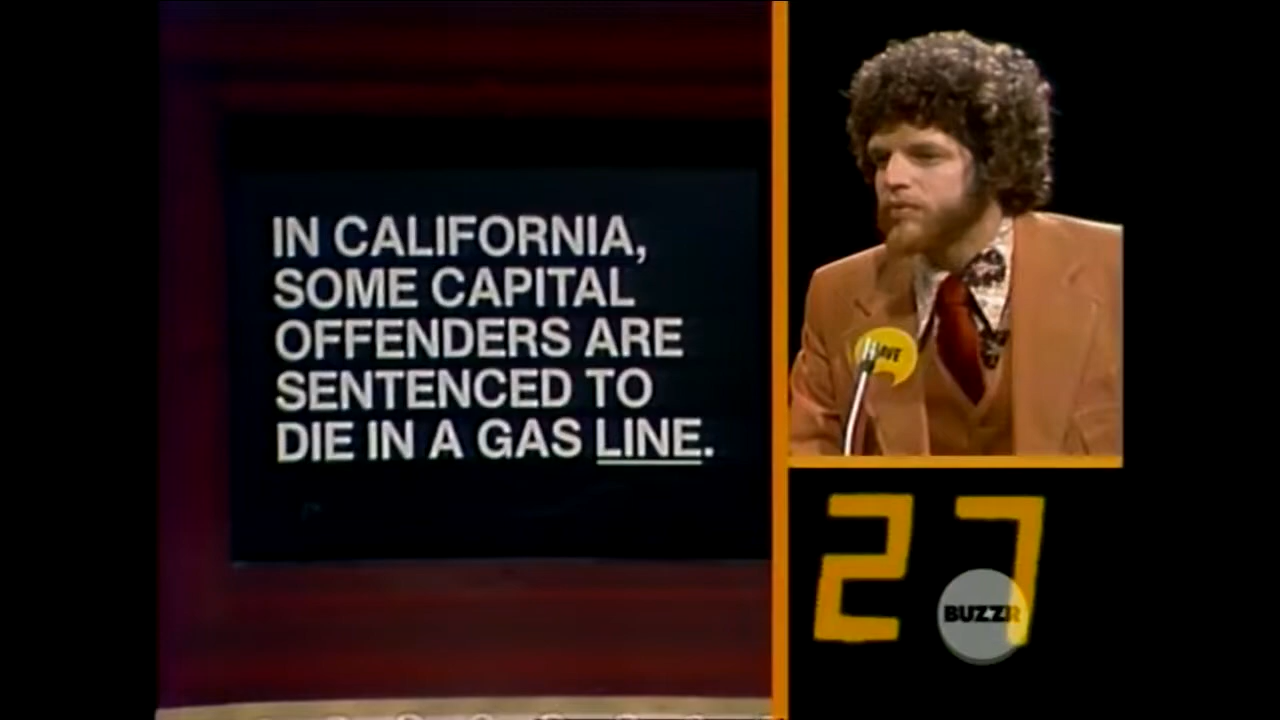 IN CALIFORNIA,
SOME CAPITAL
OFFENDERS ARE
SENTENCED TO
DIE IN A GAS LINE.
27
BUZZR